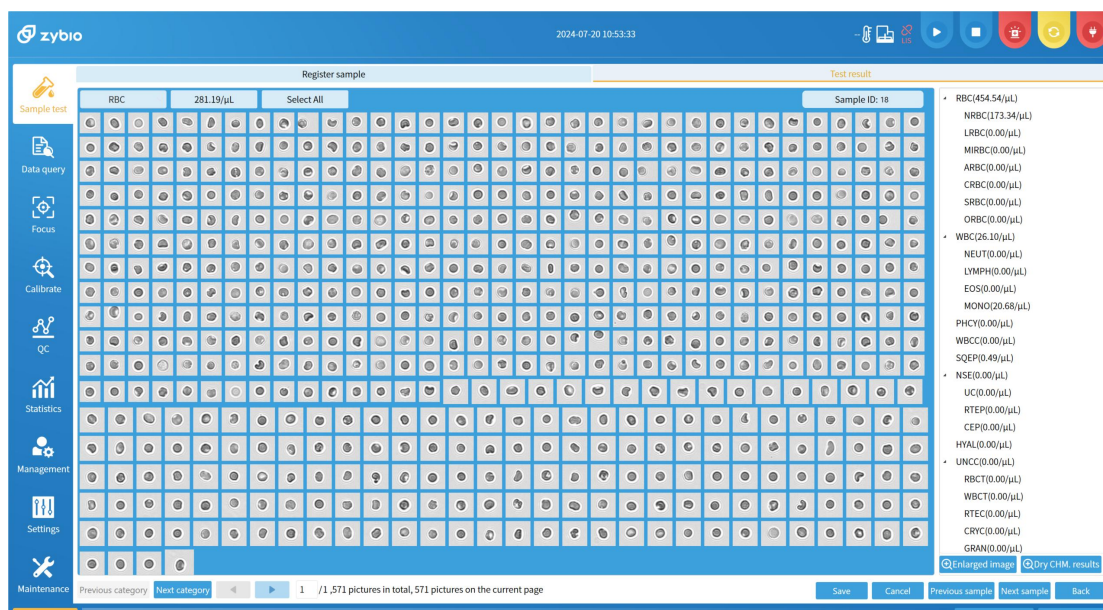 zybio
2024-07-20 10:53:33
--
LIS
Register sample
Test result
Sample test
Data query
Focus
Calibrate
QC
Statistics
Management
Settings
Maintenance
RBC
281.19/μL
Select All
Sample ID: 18
RBC(454.54/μL)
NRBC(173.34/μL)
LRBC(0.00/μL)
MIRBC(0.00/μL)
ARBC(0.00/μL)
CRBC(0.00/μL)
SRBC(0.00/μL)
ORBC(0.00/μL)
WBC(26.10/μL)
NEUT(0.00/μL)
LYMPH(0.00/μL)
EOS(0.00/μL)
MONO(20.68/μL)
PHCY(0.00/μL)
WBCC(0.00/μL)
SQEP(0.49/μL)
NSE(0.00/μL)
UC(0.00/μL)
RTEP(0.00/μL)
CEP(0.00/μL)
HYAL(0.00/μL)
UNCC(0.00/μL)
RBCT(0.00/μL)
WBCT(0.00/μL)
RTEC(0.00/μL)
CRYC(0.00/μL)
GRAN(0.00/μL)
Enlarged image
Dry CHM. results
Previous category
Next category
1 /1 ,571 pictures in total, 571 pictures on the current page
Save
Cancel
Previous sample
Next sample
Back